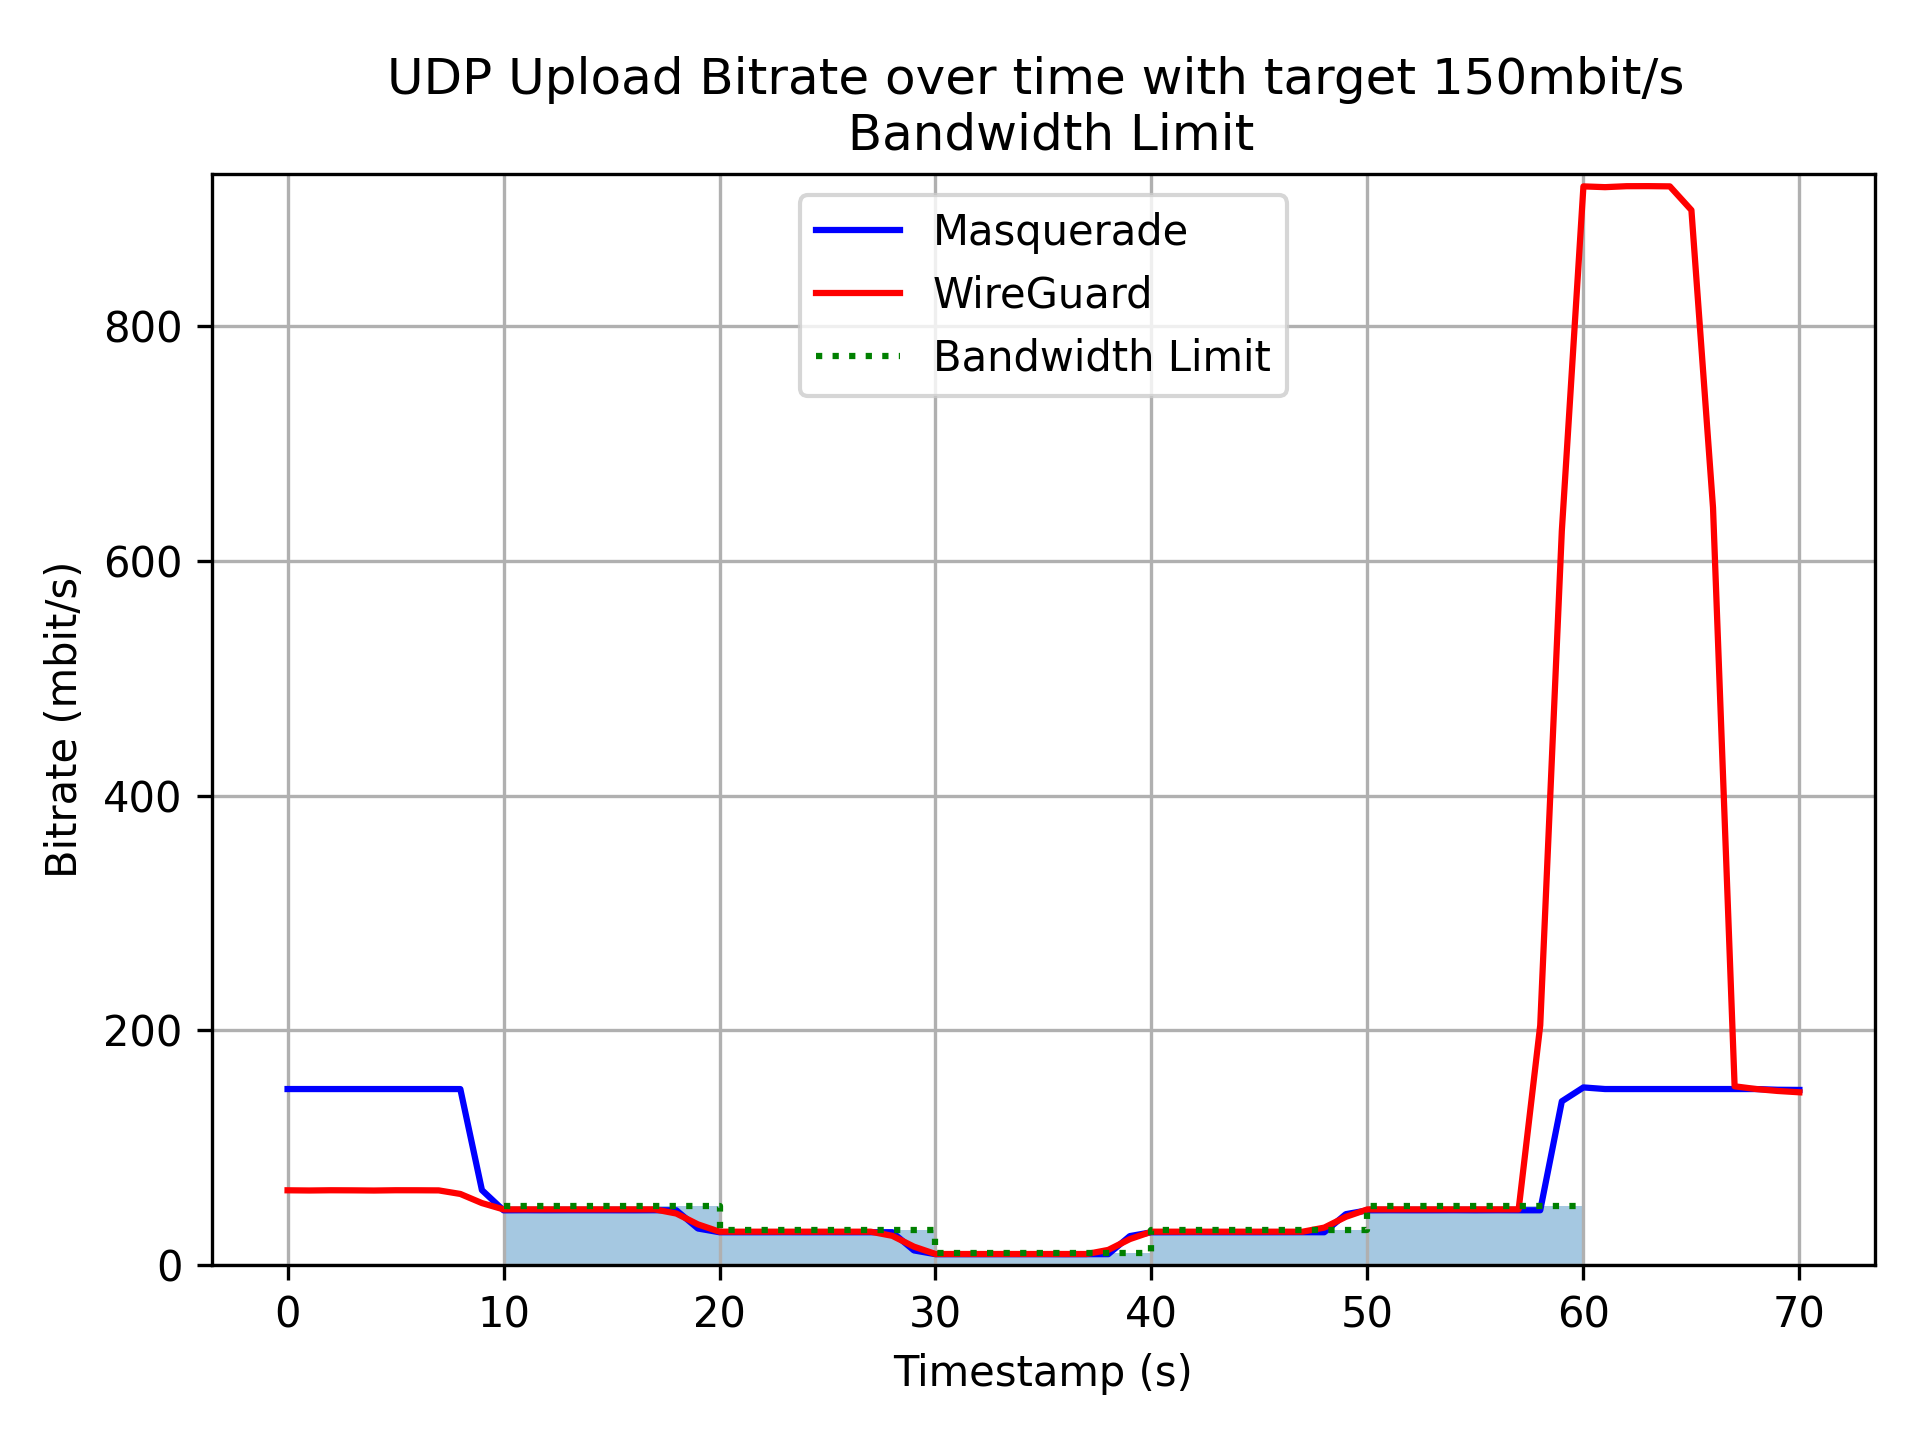 UDP Upload Bitrate over time with target 150mbit/s
Bandwidth Limit
Masquerade
WireGuard
Bandwidth Limit
Bitrate (mbit/s)
800
600
400
200
0
0 10 20 30 40 50 60 70
Timestamp (s)